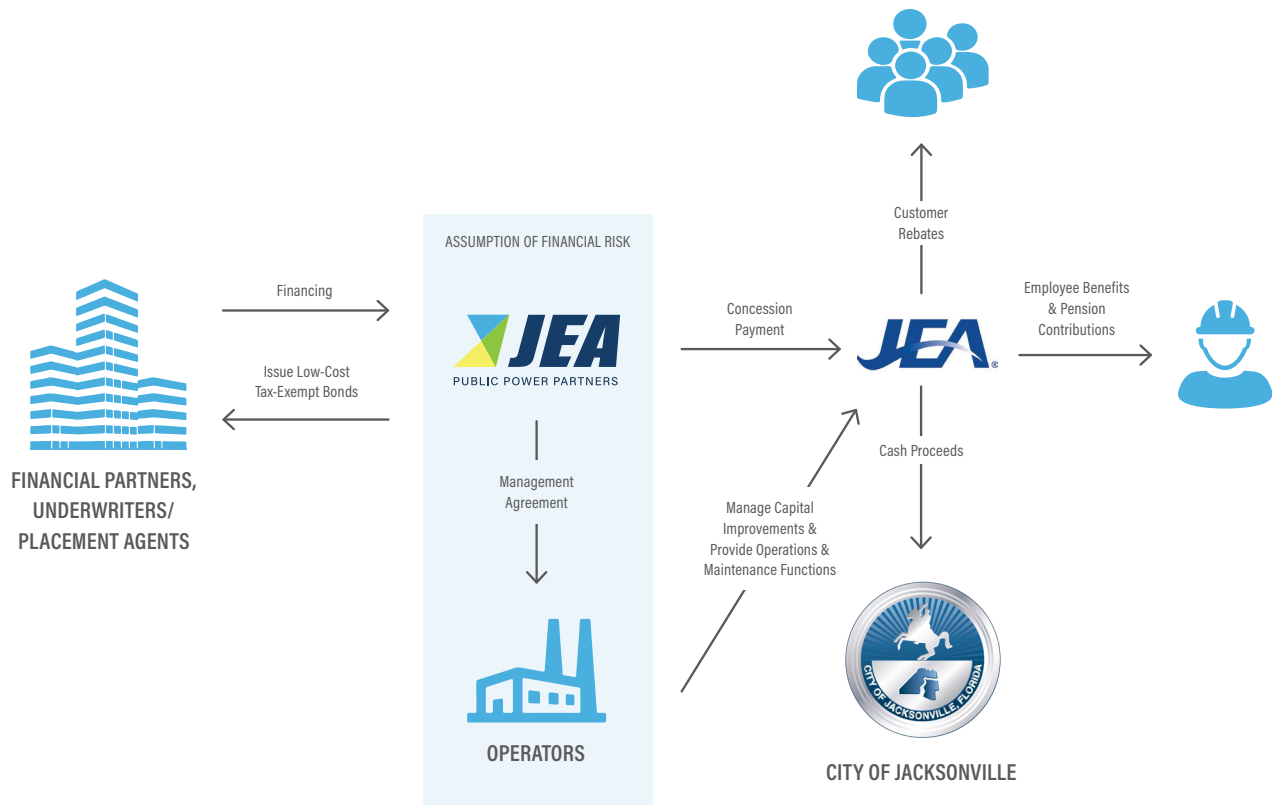 Customer
Rebates
ASSUMPTION OF FINANCIAL RISK
Financing
Issue Low-Cost
Tax-Exempt Bonds
JEA
PUBLIC POWER PARTNERS
Concession
Payment
JEA®
Employee Benefits
& Pension
Contributions
FINANCIAL PARTNERS,
UNDERWRITERS/
PLACEMENT AGENTS
Management
Agreement
Cash Proceeds
Manage Capital
Improvements &
Provide Operations &
Maintenance Functions
OPERATORS
CITY OF JACKSONVILLE, FLORIDA
CITY OF JACKSONVILLE